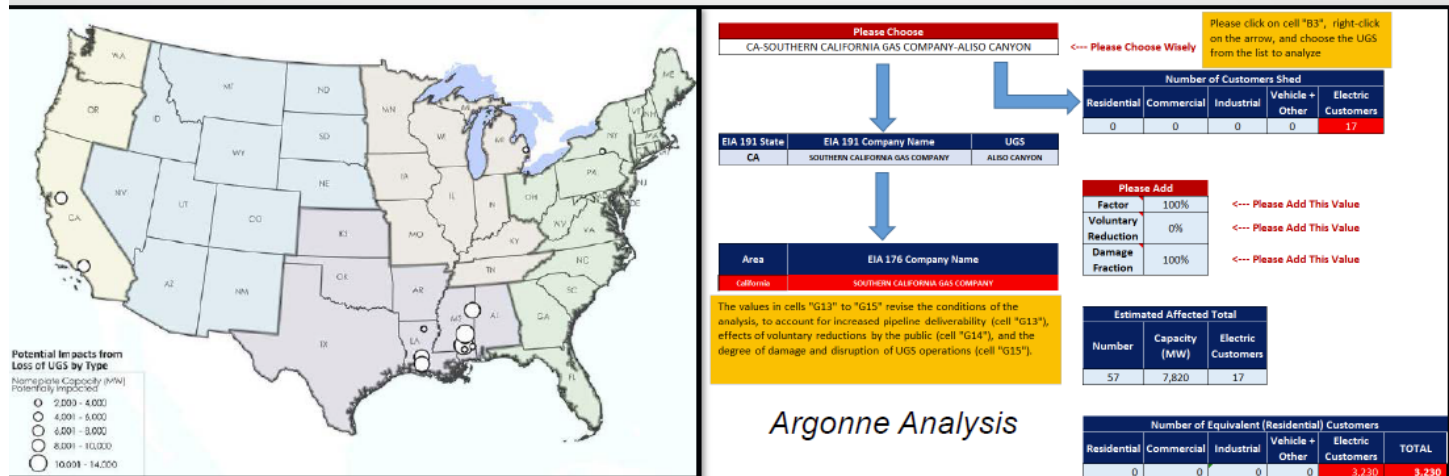 WA
OR
CA
ID
NV
MT
WY
UT
CO
AZ
NM
ND
SD
NE
KS
OK
TX
MN
IA
MO
AR
LA
WI
IL
MI
IN
KY
TN
MS
AL
OH
WV
VA
NC
SC
GA
FL
PA
NY
NJ
DE
VT
NH
MA
ME
Potential Impacts from
Loss of UGS by Type
Nameplate Capacity (MW)
Potentially Impacted
2,000 - 4,000
4,001 - 6,000
6,001 - 8,000
8,001 - 10,000
10,001 - 14,000
Please Choose
CA-SOUTHERN CALIFORNIA GAS COMPANY-ALISO CANYON
<--- Please Choose Wisely
Please click on cell "B3", right-click
on the arrow, and choose the UGS
from the list to analyze
Number of Customers Shed
Residential Commercial Industrial Vehicle + Other Electric Customers
0 0 0 0 17
EIA 191 State EIA 191 Company Name UGS
CA SOUTHERN CALIFORNIA GAS COMPANY ALISO CANYON
Please Add
Factor 100% <--- Please Add This Value
Voluntary Reduction 0% <--- Please Add This Value
Damage Fraction 100% <--- Please Add This Value
Area EIA 176 Company Name
California SOUTHERN CALIFORNIA GAS COMPANY
The values in cells "G13" to "G15" revise the conditions of the
analysis, to account for increased pipeline deliverability (cell "G13"),
effects of voluntary reductions by the public (cell "G14"), and the
degree of damage and disruption of UGS operations (cell "G15").
Estimated Affected Total
Number Capacity (MW) Electric Customers
57 7,820 17
Argonne Analysis
Number of Equivalent (Residential) Customers
Residential Commercial Industrial Vehicle + Other Electric Customers TOTAL
0 0 0 0 3,230 3,230